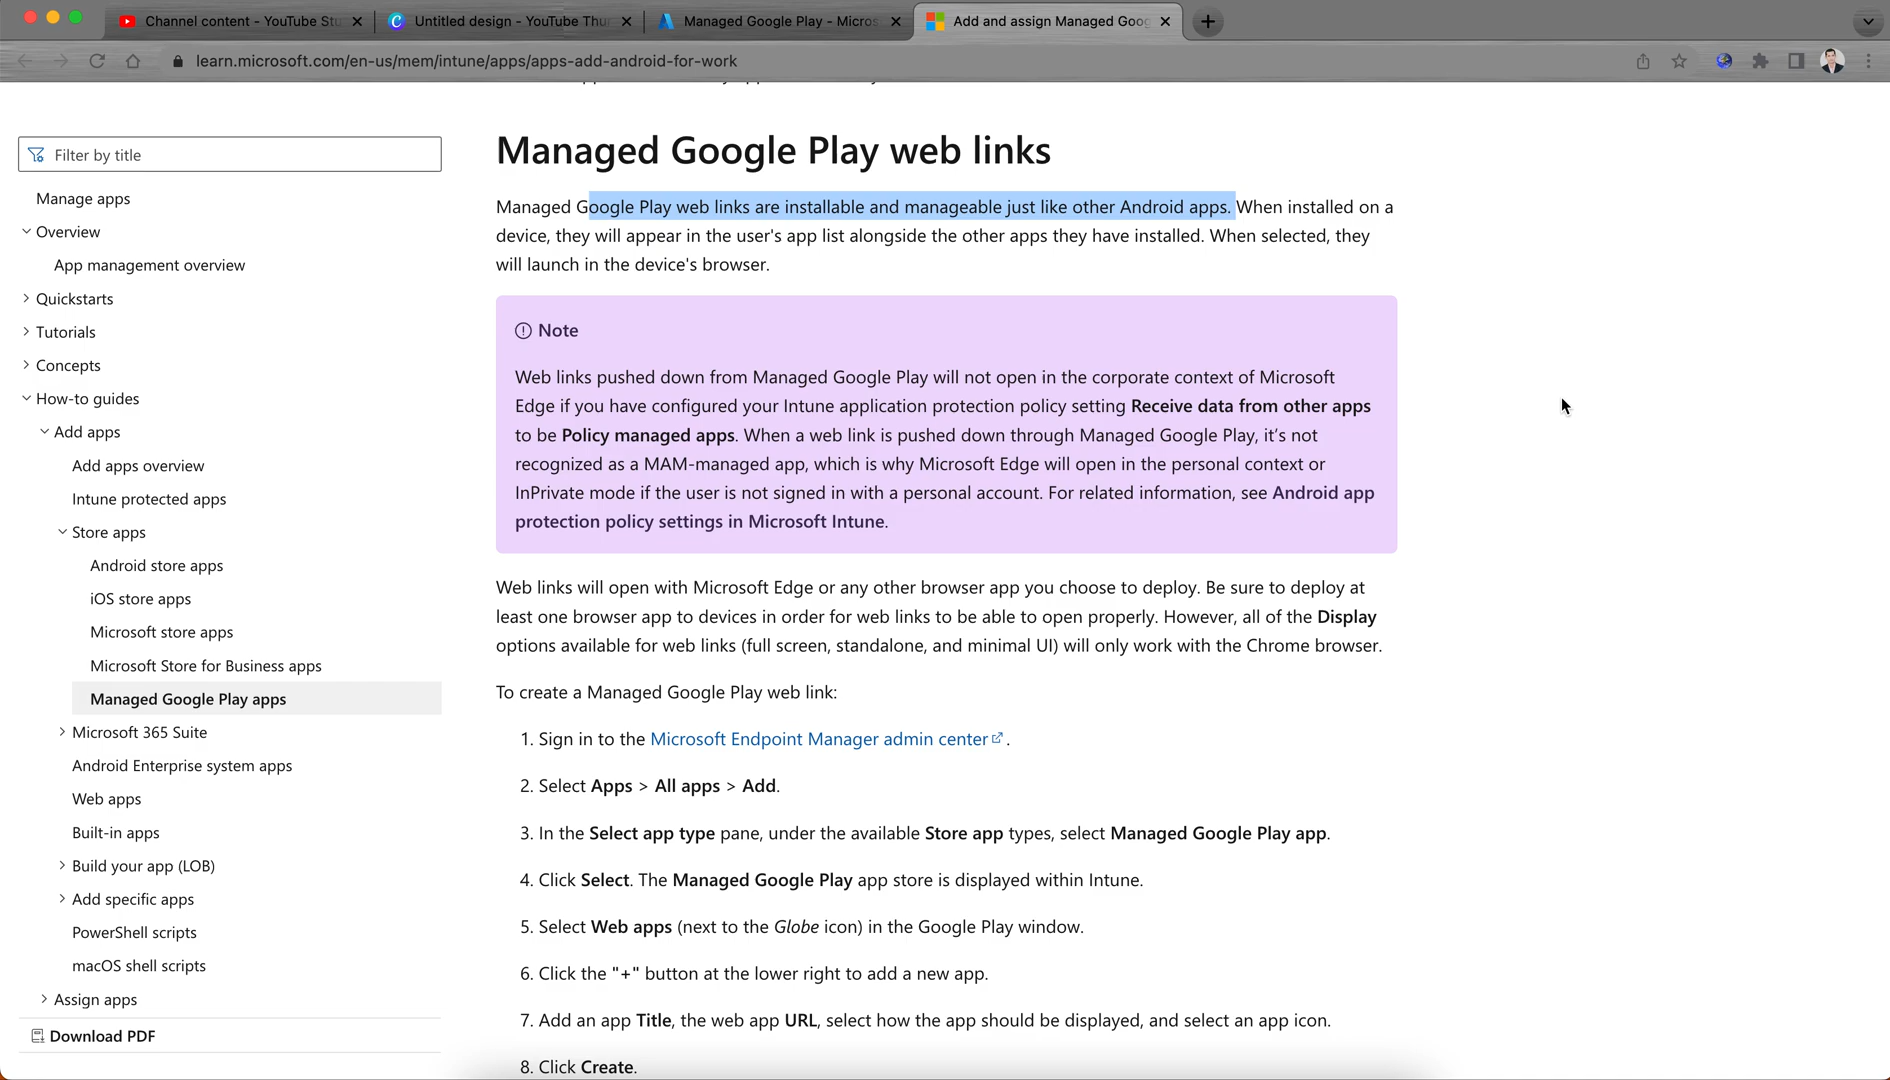 Channel content - YouTube Stu
Untitled design - YouTube Thu
Managed Google Play - Micros
Add and assign Managed Goog
learn.microsoft.com/en-us/mem/intune/apps/apps-add-android-for-work
Filter by title
Manage apps
Overview
App management overview
Quickstarts
Tutorials
Concepts
How-to guides
Add apps
Add apps overview
Intune protected apps
Store apps
Android store apps
iOS store apps
Microsoft store apps
Microsoft Store for Business apps
Managed Google Play apps
Microsoft 365 Suite
Android Enterprise system apps
Web apps
Built-in apps
Build your app (LOB)
Add specific apps
PowerShell scripts
macOS shell scripts
Assign apps
Download PDF
Managed Google Play web links
Managed Google Play web links are installable and manageable just like other Android apps. When installed on a
device, they will appear in the user's app list alongside the other apps they have installed. When selected, they
will launch in the device's browser.
Note
Web links pushed down from Managed Google Play will not open in the corporate context of Microsoft
Edge if you have configured your Intune application protection policy setting Receive data from other apps
to be Policy managed apps. When a web link is pushed down through Managed Google Play, it’s not
recognized as a MAM-managed app, which is why Microsoft Edge will open in the personal context or
InPrivate mode if the user is not signed in with a personal account. For related information, see Android app
protection policy settings in Microsoft Intune.
Web links will open with Microsoft Edge or any other browser app you choose to deploy. Be sure to deploy at
least one browser app to devices in order for web links to be able to open properly. However, all of the Display
options available for web links (full screen, standalone, and minimal UI) will only work with the Chrome browser.
To create a Managed Google Play web link:
1. Sign in to the Microsoft Endpoint Manager admin center.
2. Select Apps > All apps > Add.
3. In the Select app type pane, under the available Store app types, select Managed Google Play app.
4. Click Select. The Managed Google Play app store is displayed within Intune.
5. Select Web apps (next to the Globe icon) in the Google Play window.
6. Click the "+" button at the lower right to add a new app.
7. Add an app Title, the web app URL, select how the app should be displayed, and select an app icon.
8. Click Create.